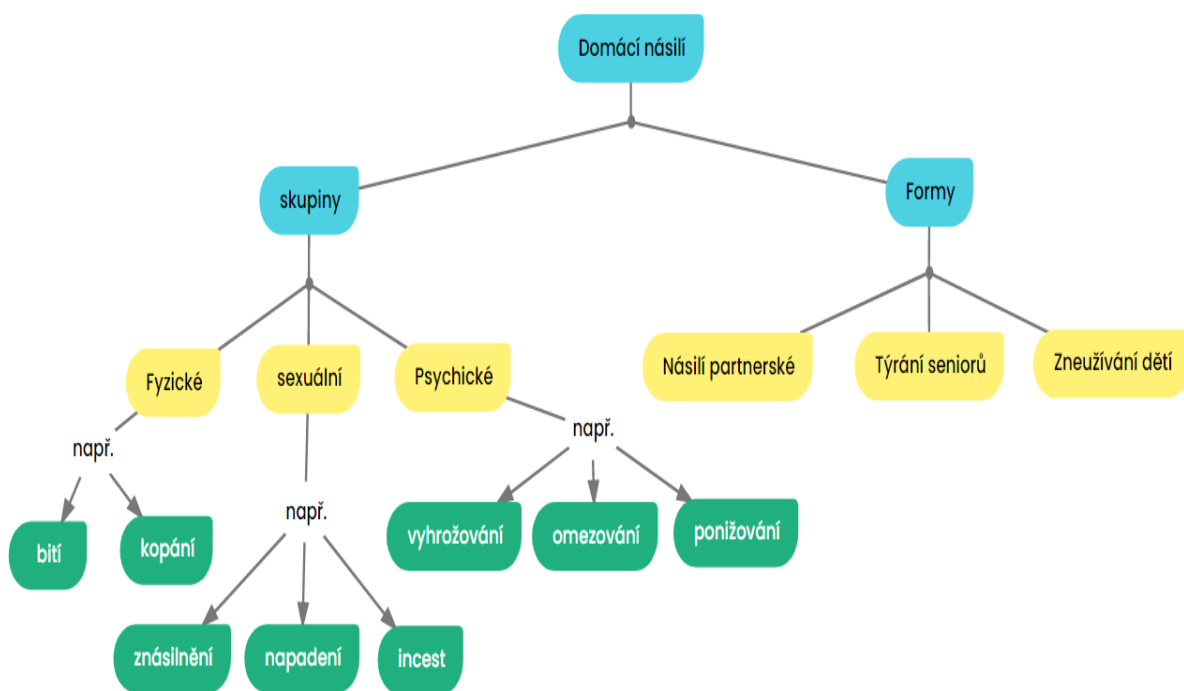 Domácí násilí
skupiny
Formy
Fyzické
sexuální
Psychické
Násilí partnerské
Týrání seniorů
Zneužívání dětí
např.
např.
např.
bití
kopání
vyhrožování
omezování
ponižování
znásilnění
napadení
incest